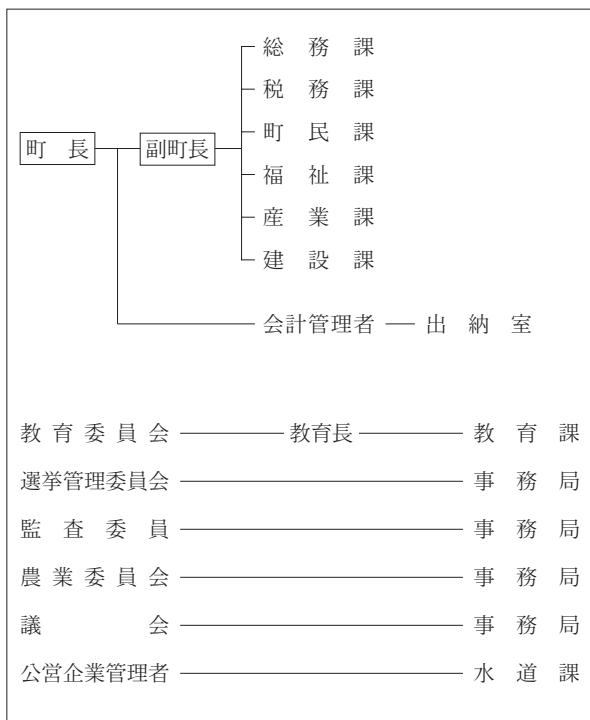 総務課
税務課
町長 副町長 町民課
福祉課
産業課
建設課
会計管理者 出納室
教育委員会 教育長 教育課
選挙管理委員会 事務局
監査委員 事務局
農業委員会 事務局
議会 事務局
公営企業管理者 水道課